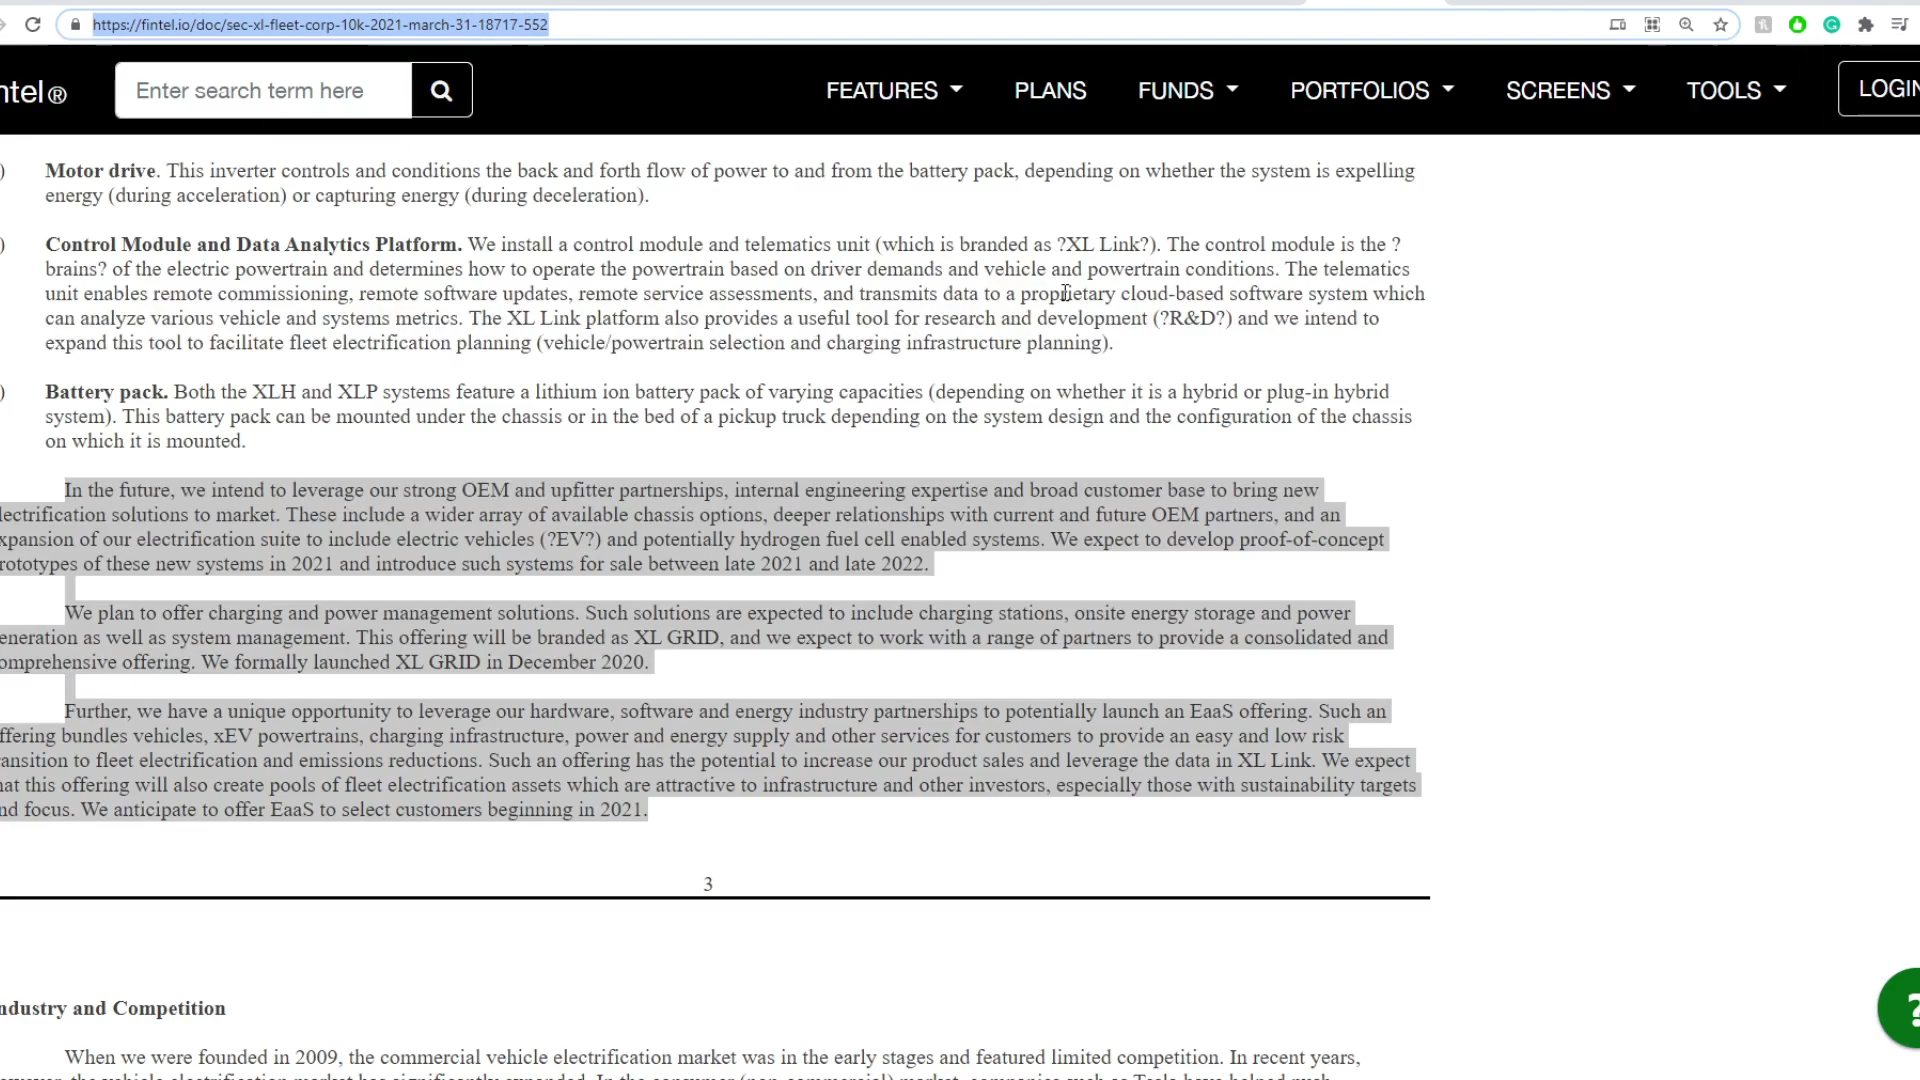 https://fintel.io/doc/sec-xl-fleet-corp-10k-2021-march-31-18717-552
ntel®
Enter search term here
FEATURES
PLANS
FUNDS
PORTFOLIOS
SCREENS
TOOLS
LOGIN
) Motor drive. This inverter controls and conditions the back and forth flow of power to and from the battery pack, depending on whether the system is expelling
energy (during acceleration) or capturing energy (during deceleration).
) Control Module and Data Analytics Platform. We install a control module and telematics unit (which is branded as ?XL Link?). The control module is the ?
brains? of the electric powertrain and determines how to operate the powertrain based on driver demands and vehicle and powertrain conditions. The telematics
unit enables remote commissioning, remote software updates, remote service assessments, and transmits data to a proprietary cloud-based software system which
can analyze various vehicle and systems metrics. The XL Link platform also provides a useful tool for research and development (?R&D?) and we intend to
expand this tool to facilitate fleet electrification planning (vehicle/powertrain selection and charging infrastructure planning).
) Battery pack. Both the XLH and XLP systems feature a lithium ion battery pack of varying capacities (depending on whether it is a hybrid or plug-in hybrid
system). This battery pack can be mounted under the chassis or in the bed of a pickup truck depending on the system design and the configuration of the chassis
on which it is mounted.
In the future, we intend to leverage our strong OEM and upfitter partnerships, internal engineering expertise and broad customer base to bring new
lectrification solutions to market. These include a wider array of available chassis options, deeper relationships with current and future OEM partners, and an
xpansion of our electrification suite to include electric vehicles (?EV?) and potentially hydrogen fuel cell enabled systems. We expect to develop proof-of-concept
rototypes of these new systems in 2021 and introduce such systems for sale between late 2021 and late 2022.
We plan to offer charging and power management solutions. Such solutions are expected to include charging stations, onsite energy storage and power
eneration as well as system management. This offering will be branded as XL GRID, and we expect to work with a range of partners to provide a consolidated and
omprehensive offering. We formally launched XL GRID in December 2020.
Further, we have a unique opportunity to leverage our hardware, software and energy industry partnerships to potentially launch an EaaS offering. Such an
ffering bundles vehicles, xEV powertrains, charging infrastructure, power and energy supply and other services for customers to provide an easy and low risk
ansition to fleet electrification and emissions reductions. Such an offering has the potential to increase our product sales and leverage the data in XL Link. We expect
hat this offering will also create pools of fleet electrification assets which are attractive to infrastructure and other investors, especially those with sustainability targets
nd focus. We anticipate to offer EaaS to select customers beginning in 2021.
3
ndustry and Competition
When we were founded in 2009, the commercial vehicle electrification market was in the early stages and featured limited competition. In recent years,
?